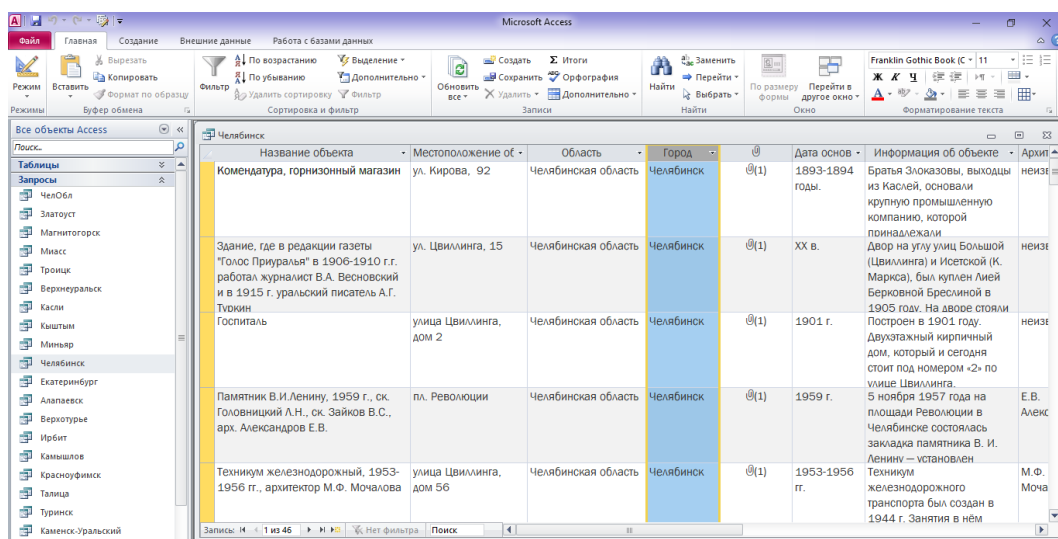 Microsoft Access
Файл Главная Создание Внешние данные Работа с базами данных
Режим
Режимы
Вставить
Вырезать
Копировать
Формат по образцу
Буфер обмена
Фильтр
По возрастанию
По убыванию
Удалить сортировку
Выделение
Дополнительно
Фильтр
Сортировка и фильтр
Обновить все
Создать
Сохранить
Удалить
Итоги
Орфография
Дополнительно
Записи
Найти
Заменить
Перейти
Выбрать
Найти
По размеру формы
Перейти в другое окно
Окно
Franklin Gothic Book (С 11
Ж К Ч
Форматирование текста
Все объекты Access
Поиск...
Таблицы
Запросы
ЧелОбл
Златоуст
Магнитогорск
Миасс
Троицк
Верхнеуральск
Касли
Кыштым
Миньяр
Челябинск
Екатеринбург
Алапаевск
Верхотурье
Ирбит
Камышлов
Красноуфимск
Талица
Туринск
Каменск-Уральский
Челябинск
Название объекта Местоположение об Область Город Дата основ Информация об объекте Архит
Комендатура, горнизонный магазин
ул. Кирова, 92
Челябинская область
Челябинск
(1)
1893-1894
годы.
Братья Злоказовы, выходцы
из Каслей, основали
крупную промышленную
компанию, которой
принадлежали
неизв
Здание, где в редакции газеты
"Голос Приуралья" в 1906-1910 г.г.
работал журналист В.А. Весновский
и в 1915 г. уральский писатель А.Г.
Туркин
ул. Цвиллинга, 15
Челябинская область
Челябинск
(1)
XX в.
Двор на углу улиц Большой
(Цвиллинга) и Исетской (К.
Маркса), был куплен Лией
Берковной Бреслиной в
1905 году. На дворе стояли
неизв
Госпиталь
улица Цвиллинга,
дом 2
Челябинская область
Челябинск
(1)
1901 г.
Построен в 1901 году.
Двухэтажный кирпичный
дом, который и сегодня
стоит под номером «2» по
улице Цвиллинга.
неизв
Памятник В.И.Ленину, 1959 г., ск.
Головницкий Л.Н., ск. Зайков В.С.,
арх. Александров Е.В.
пл. Революции
Челябинская область
Челябинск
(1)
1959 г.
5 ноября 1957 года на
площади Революции в
Челябинске состоялась
закладка памятника В. И.
Ленину — установлен
Е.В.
Алекс
Техникум железнодорожный, 1953-
1956 гг., архитектор М.Ф. Мочалова
улица Цвиллинга,
дом 56
Челябинская область
Челябинск
(1)
1953-1956
гг.
Техникум
железнодорожного
транспорта был создан в
1944 г. Занятия в нём
М.Ф.
Моча
Запись: 1 из 46 Нет фильтра Поиск